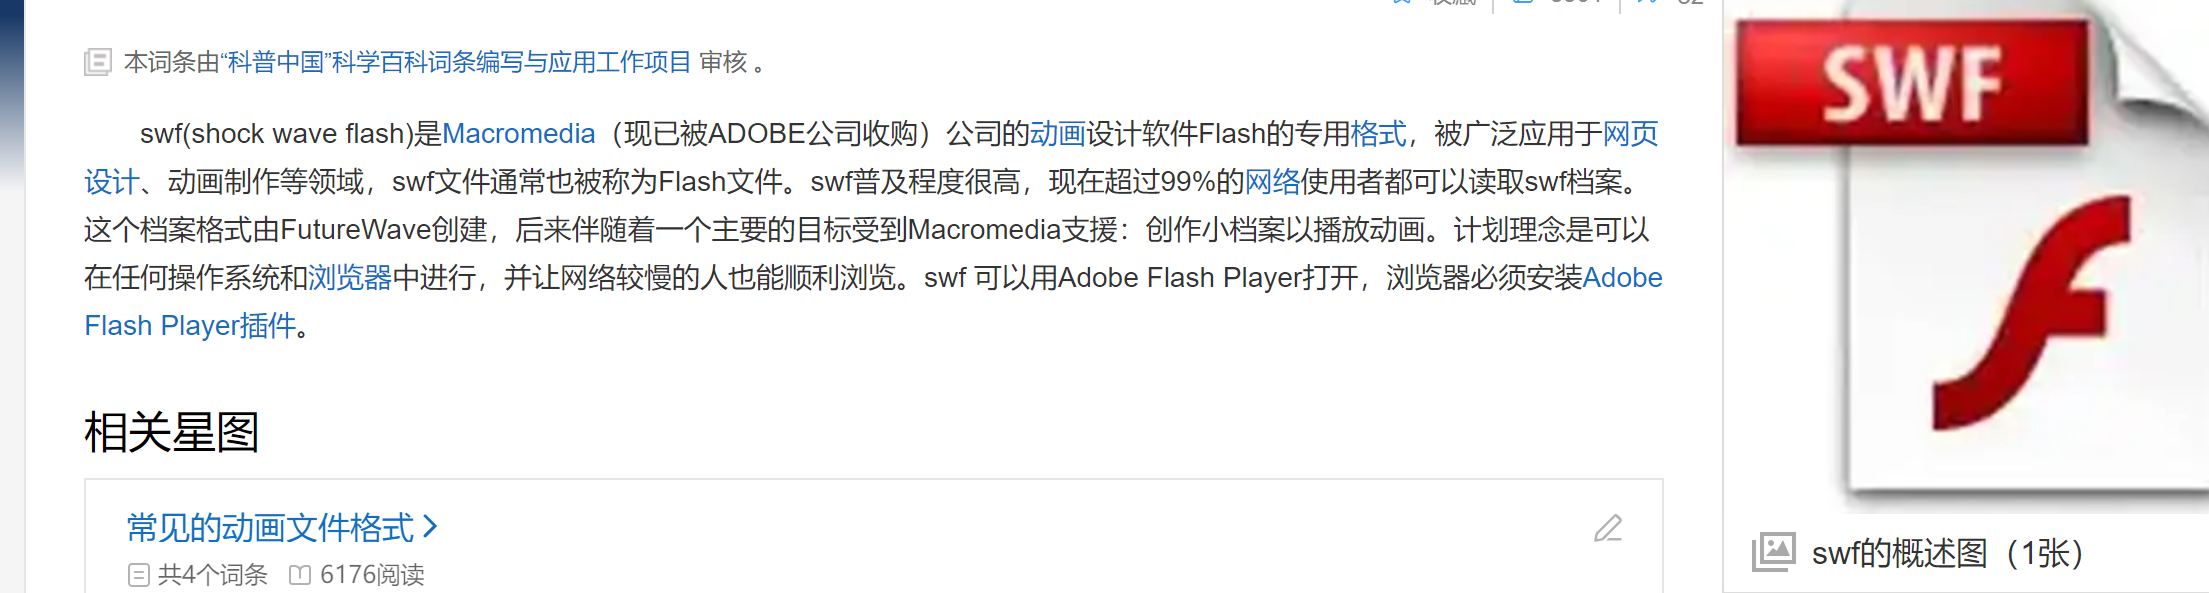 本词条由“科普中国”科学百科词条编写与应用工作项目 审核 。
swf(shock wave flash)是Macromedia（现已被ADOBE公司收购）公司的动画设计软件Flash的专用格式，被广泛应用于网页
设计、动画制作等领域，swf文件通常也被称为Flash文件。swf普及程度很高，现在超过99%的网络使用者都可以读取swf档案。
这个档案格式由FutureWave创建，后来伴随着一个主要的目标受到Macromedia支援：创作小档案以播放动画。计划理念是可以
在任何操作系统和浏览器中进行，并让网络较慢的人也能顺利浏览。swf 可以用Adobe Flash Player打开，浏览器必须安装Adobe
Flash Player插件。
相关星图
常见的动画文件格式
共4个词条 6176阅读
SWF
swf的概述图（1张）